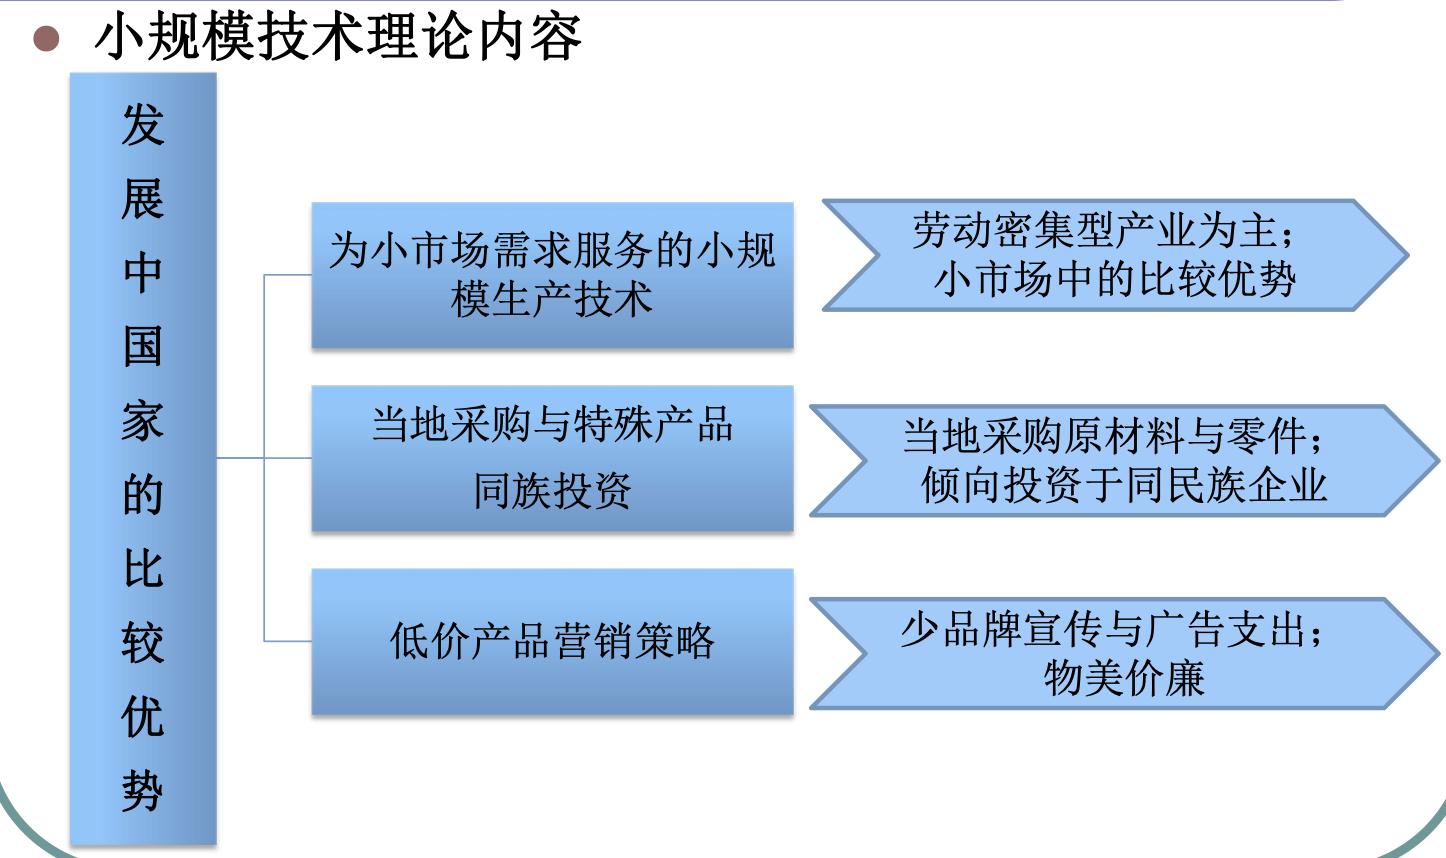 小规模技术理论内容
发展中国家的比较优势
为小市场需求服务的小规
模生产技术
劳动密集型产业为主；
小市场中的比较优势
当地采购与特殊产品
同族投资
当地采购原材料与零件；
倾向投资于同民族企业
低价产品营销策略
少品牌宣传与广告支出；
物美价廉